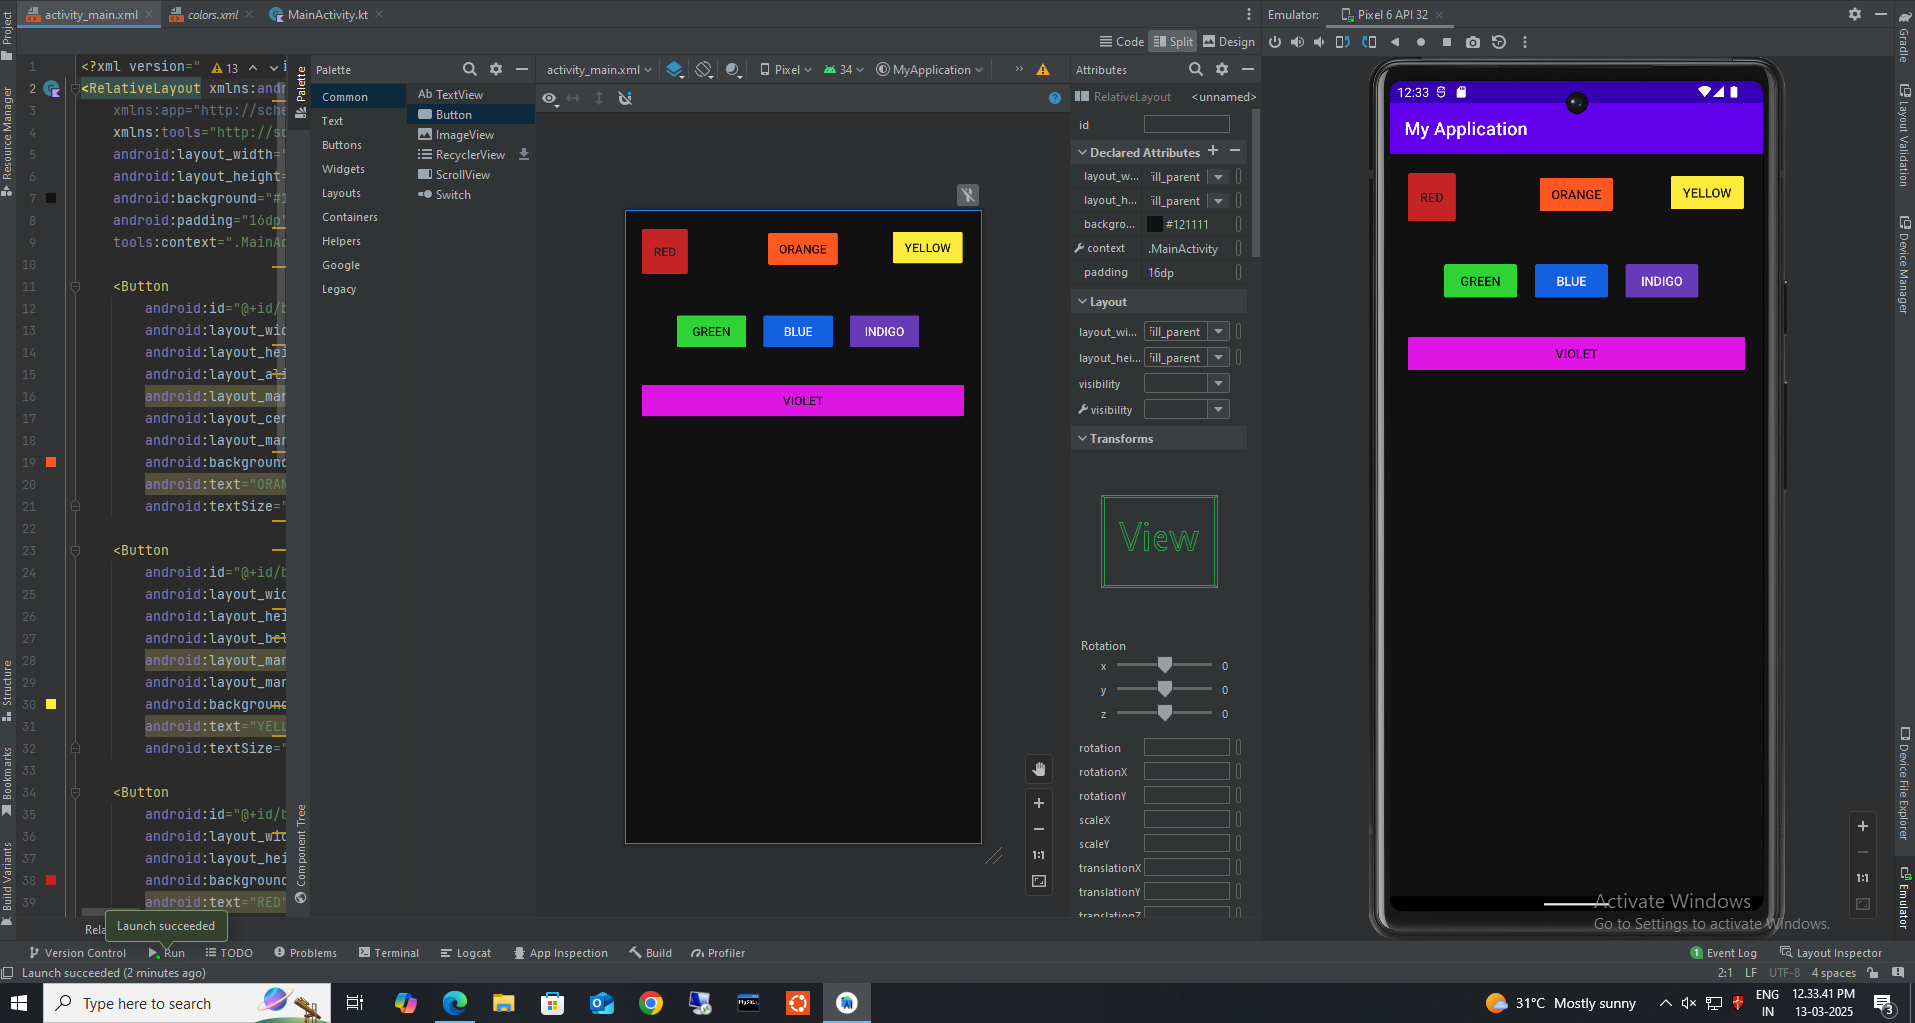 activity_main.xml
colors.xml
MainActivity.kt
Emulator:
Pixel 6 API 32
Code
Split
Design
Project
Resource Manager
Structure
Bookmarks
Build Variants
1 <?xml version="
13
2 <RelativeLayout xmlns:andr
3 xmlns:app="http://sche
4 xmlns:tools="http://sc
5 android:layout_width="
6 android:layout_height=
7 android:background="#1
8 android:padding="16dp"
9 tools:context=".MainAc
10
11 <Button
12 android:id="@+id/b
13 android:layout_wid
14 android:layout_hei
15 android:layout_ali
16 android:layout_mar
17 android:layout_cen
18 android:layout_mar
19 android:background
20 android:text="ORAN
21 android:textSize="
22
23 <Button
24 android:id="@+id/b
25 android:layout_wid
26 android:layout_hei
27 android:layout_bel
28 android:layout_mar
29 android:layout_mar
30 android:background
31 android:text="YELL
32 android:textSize="
33
34 <Button
35 android:id="@+id/b
36 android:layout_wid
37 android:layout_hei
38 android:background
39 android:text="RED"
Rela
Launch succeeded
Palette
Component Tree
Palette
Common
Text
Buttons
Widgets
Layouts
Containers
Helpers
Google
Legacy
Ab TextView
Button
ImageView
RecyclerView
ScrollView
Switch
activity_main.xml
Pixel
34
MyApplication
RED
ORANGE
YELLOW
GREEN
BLUE
INDIGO
VIOLET
1:1
Attributes
RelativeLayout
<unnamed>
id
Declared Attributes
layout_w... fill_parent
layout_h... fill_parent
backgro... #121111
context .MainActivity
padding 16dp
Layout
layout_wi... fill_parent
layout_hei... fill_parent
visibility
visibility
Transforms
View
Rotation
x 0
y 0
z 0
rotation
rotationX
rotationY
scaleX
scaleY
translationX
translationY
translationZ
12:33
My Application
RED
ORANGE
YELLOW
GREEN
BLUE
INDIGO
VIOLET
1:1
Activate Windows
Go to Settings to activate Windows.
Gradle
Layout Validation
Device Manager
Device File Explorer
Emulator
Version Control
Run
TODO
Problems
Terminal
Logcat
App Inspection
Build
Profiler
1 Event Log
Layout Inspector
Launch succeeded (2 minutes ago)
2:1
LF
UTF-8
4 spaces
Type here to search
MySQL
31°C Mostly sunny
ENG
IN
12.33.41 PM
13-03-2025
3